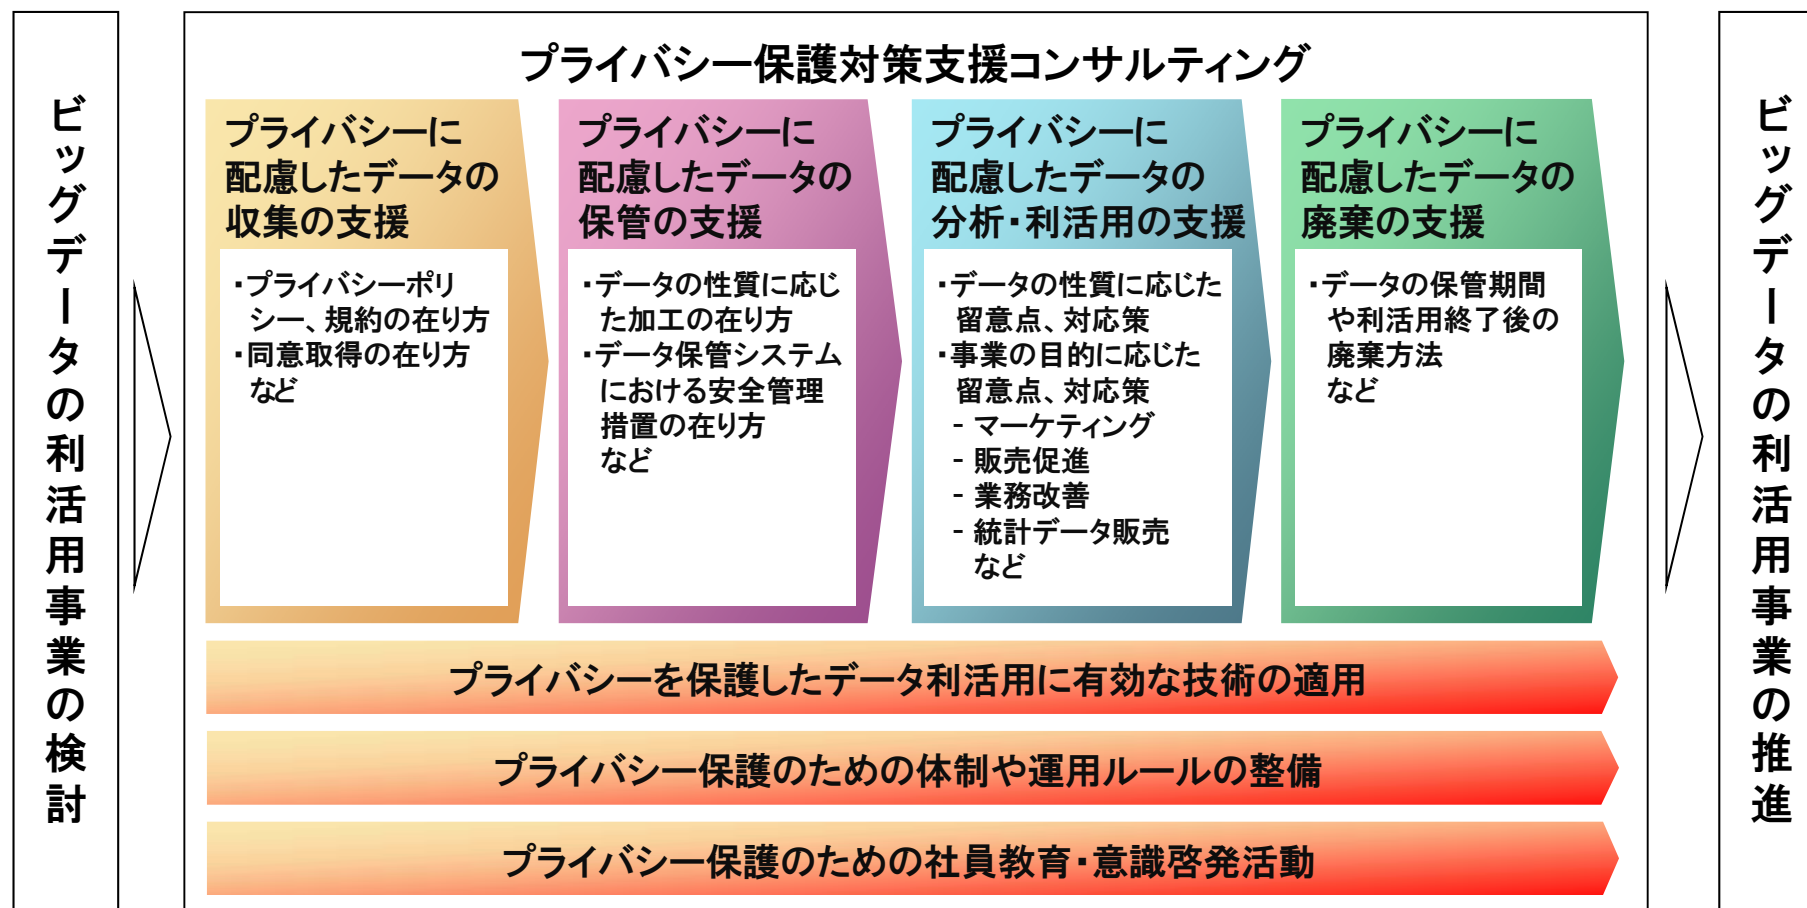 ビッグデータの利活用事業の検討
プライバシー保護対策支援コンサルティング
プライバシーに
配慮したデータの
収集の支援
・プライバシーポリ
シー、規約の在り方
・同意取得の在り方
など
プライバシーに
配慮したデータの
保管の支援
・データの性質に応じ
た加工の在り方
・データ保管システム
における安全管理
措置の在り方
など
プライバシーに
配慮したデータの
分析・利活用の支援
・データの性質に応じた
留意点、対応策
・事業の目的に応じた
留意点、対応策
- マーケティング
- 販売促進
- 業務改善
- 統計データ販売
など
プライバシーに
配慮したデータの
廃棄の支援
・データの保管期間
や利活用終了後の
廃棄方法
など
プライバシーを保護したデータ利活用に有効な技術の適用
プライバシー保護のための体制や運用ルールの整備
プライバシー保護のための社員教育・意識啓発活動
ビッグデータの利活用事業の推進